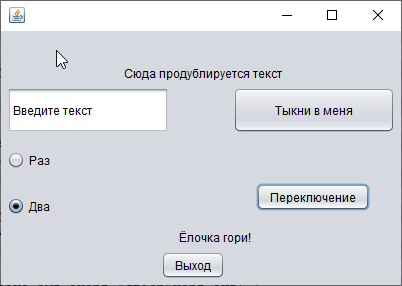 Сюда продублируется текст
Введите текст
Тыкни в меня
Раз
Два
Переключение
Ёлочка гори!
Выход